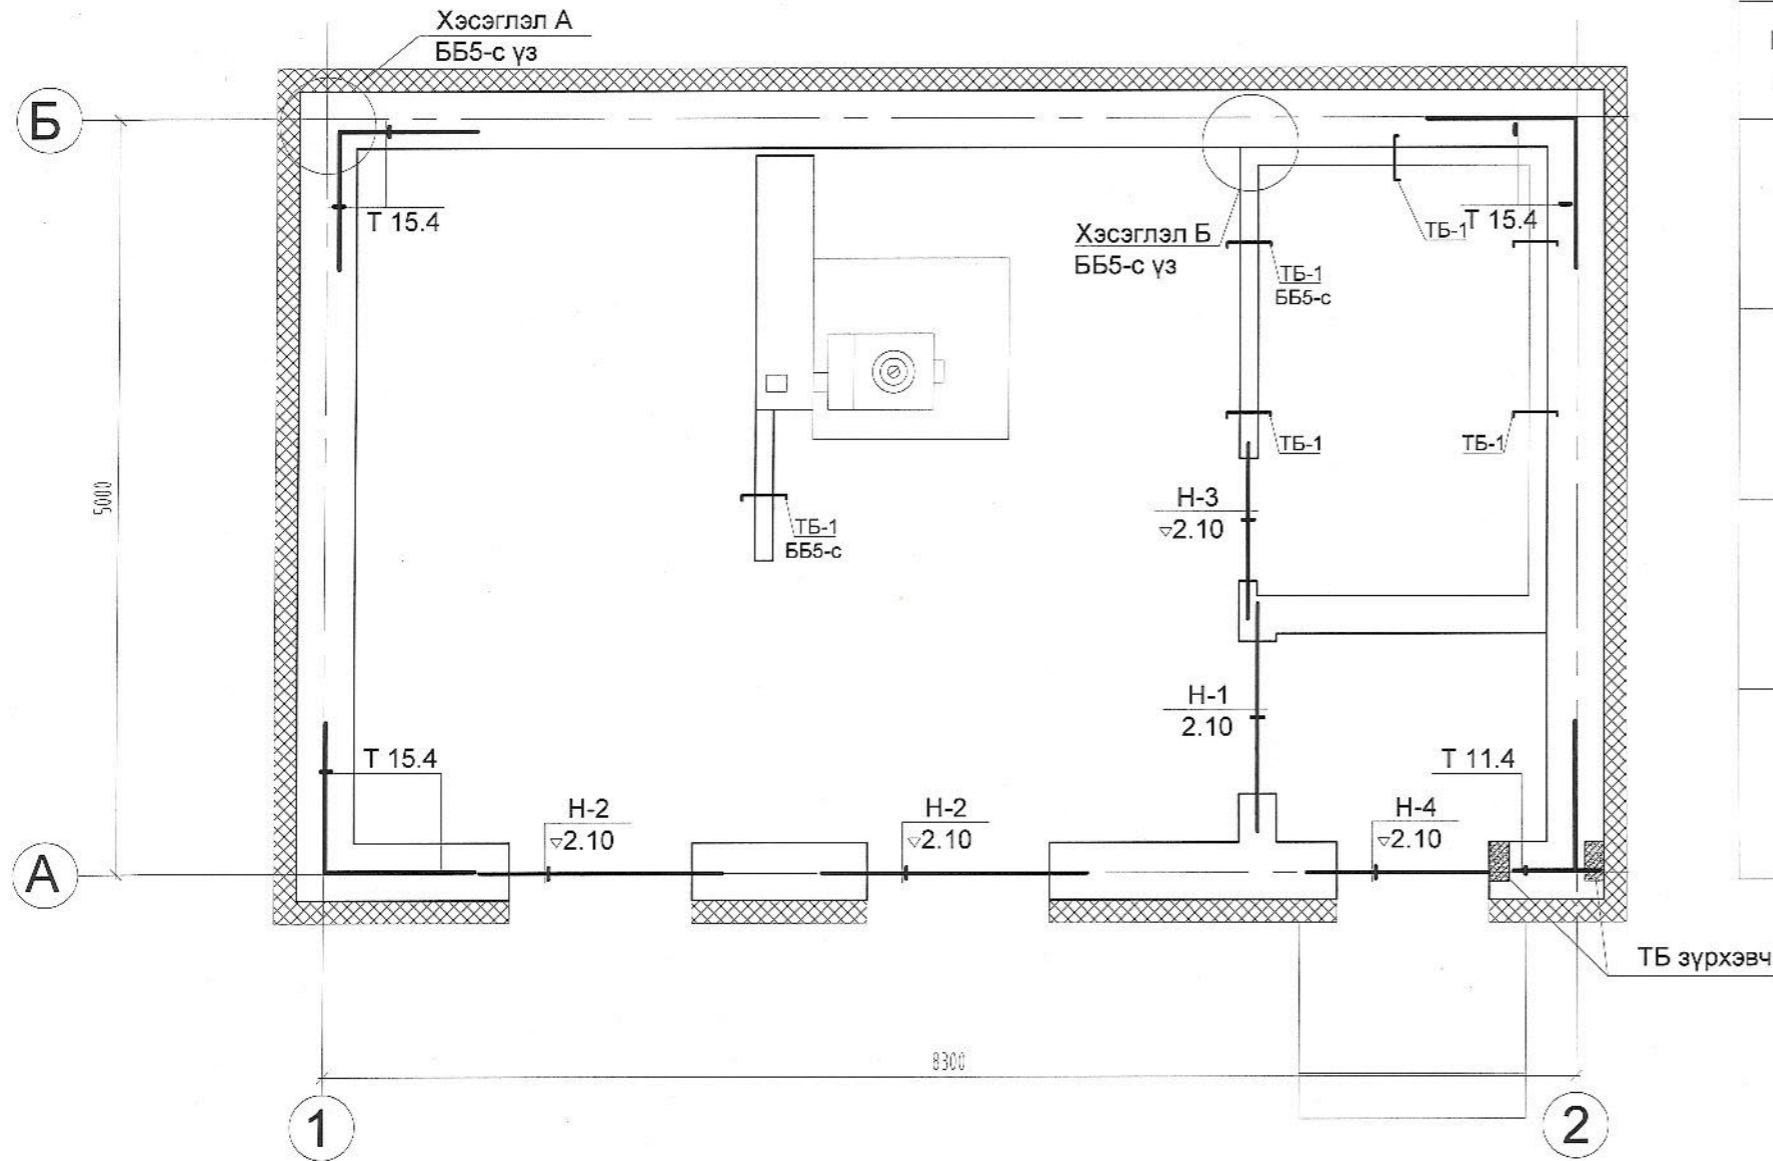 Хэсэглэл А
ББ5-с үз
Б
Т 15.4
Хэсэглэл Б
ББ5-с үз
ТБ-1
Т 15.4
ТБ-1
ББ5-с
ТБ-1
ТБ-1
5000
ТБ-1
ББ5-с
Н-3
▿2.10
Н-1
2.10
Т 15.4
Т 11.4
Н-2
▿2.10
Н-2
▿2.10
Н-4
▿2.10
А
ТБ зүрхэвч
8300
1
2